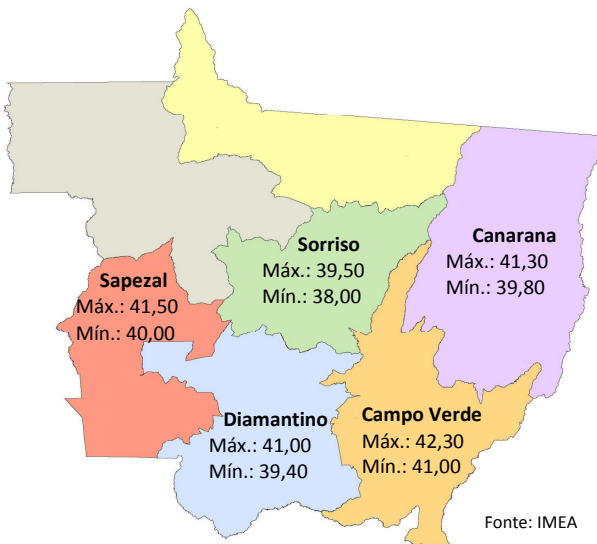 Sorriso
Máx.: 39,50
Mín.: 38,00
Canarana
Máx.: 41,30
Mín.: 39,80
Sapezal
Máx.: 41,50
Mín.: 40,00
Diamantino
Máx.: 41,00
Mín.: 39,40
Campo Verde
Máx.: 42,30
Mín.: 41,00
Fonte: IMEA